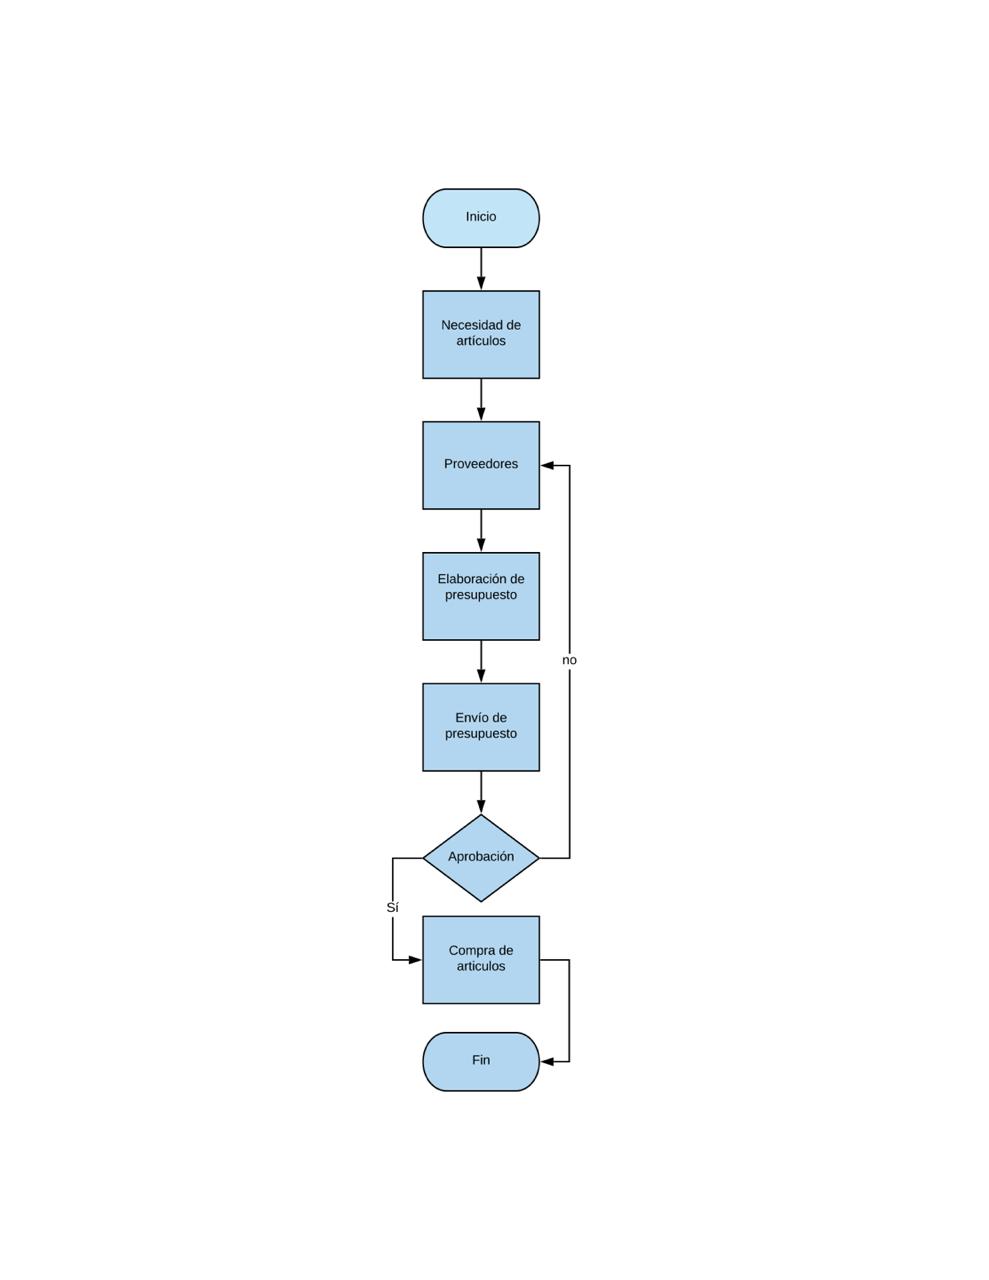 Inicio
Necesidad de
artículos
Proveedores
Elaboración de
presupuesto
no
Envío de
presupuesto
Aprobación
Sí
Compra de
articulos
Fin